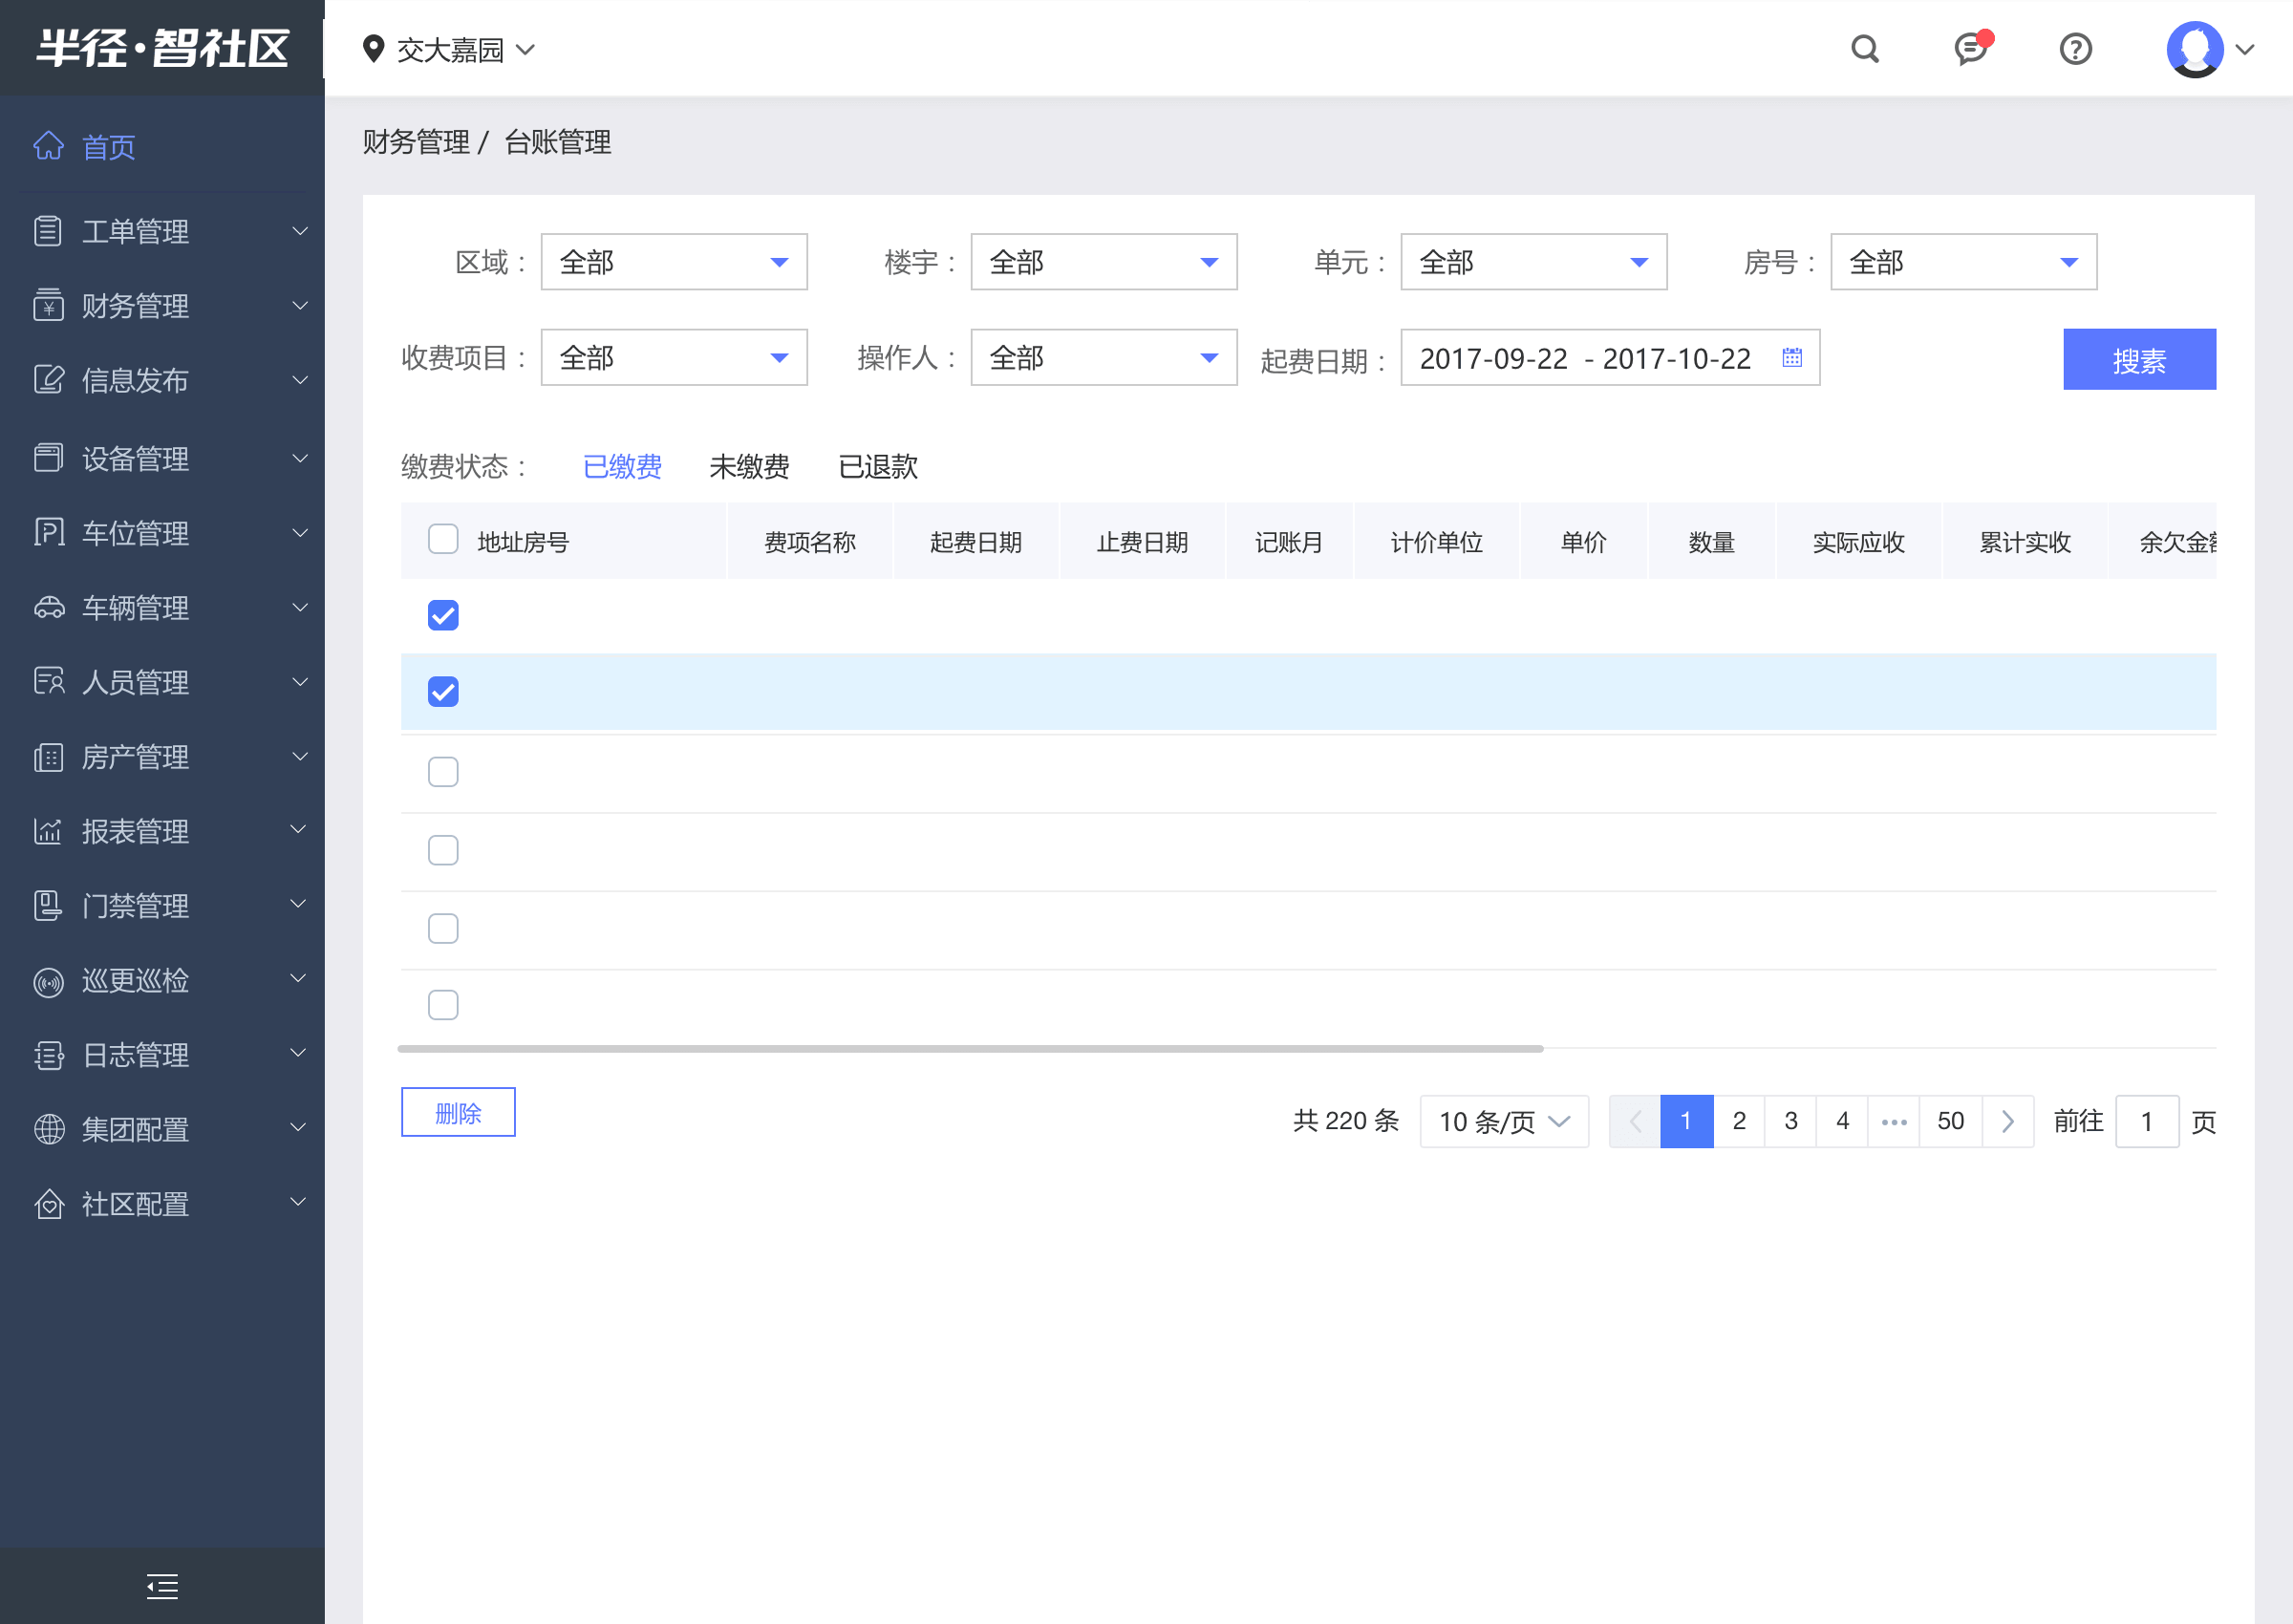 半径·智社区
交大嘉园
首页
工单管理
财务管理
信息发布
设备管理
车位管理
车辆管理
人员管理
房产管理
报表管理
门禁管理
巡更巡检
日志管理
集团配置
社区配置
财务管理 / 台账管理
区域： 全部 楼宇： 全部 单元： 全部 房号： 全部
收费项目： 全部 操作人： 全部 起费日期： 2017-09-22 - 2017-10-22 搜素
缴费状态： 已缴费 未缴费 已退款
地址房号 费项名称 起费日期 止费日期 记账月 计价单位 单价 数量 实际应收 累计实收 余欠金额
删除 共 220 条 10 条/页 1 2 3 4 ••• 50 前往 1 页